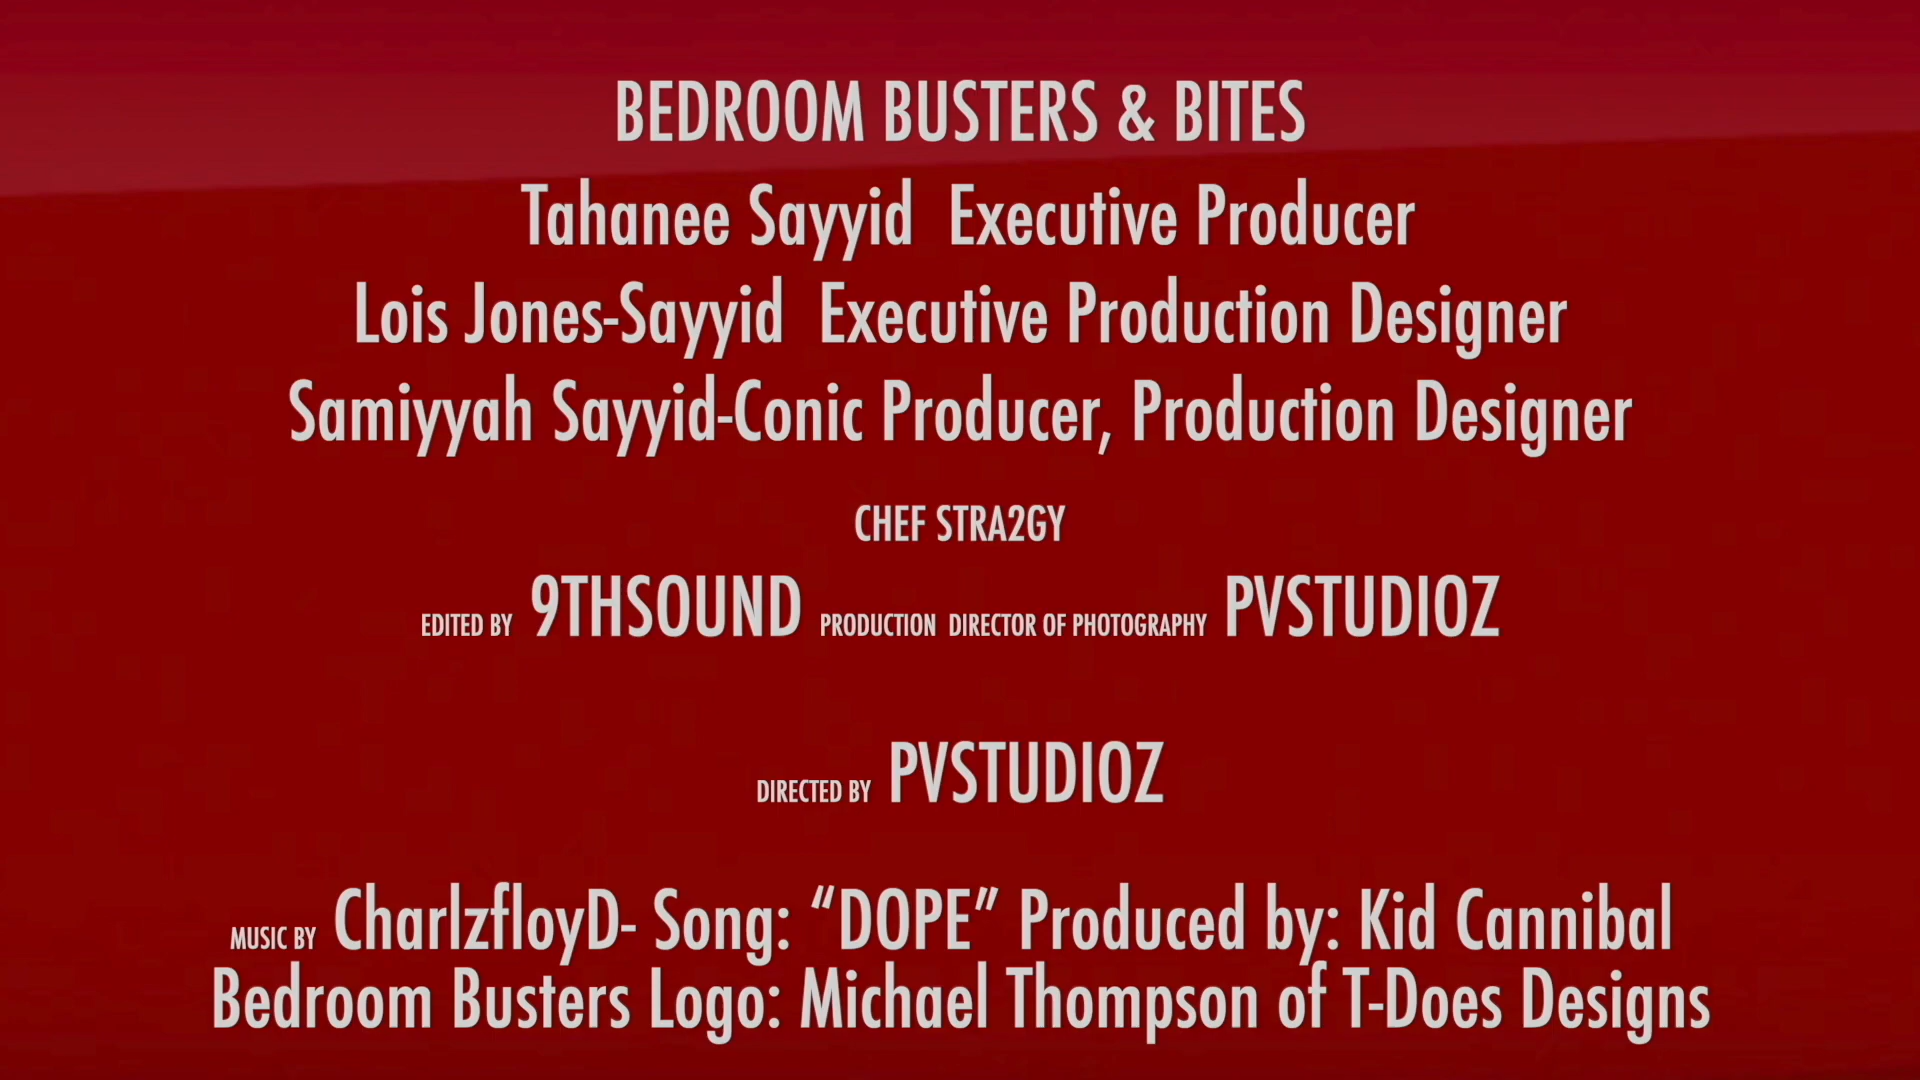 BEDROOM BUSTERS & BITES
Tahanee Sayyid  Executive Producer
Lois Jones-Sayyid  Executive Production Designer
Samiyyah Sayyid-Conic Producer, Production Designer
CHEF STRA2GY
EDITED BY 9THSOUND PRODUCTION  DIRECTOR OF PHOTOGRAPHY PVSTUDIOZ
DIRECTED BY PVSTUDIOZ
MUSIC BY CharlzfloyD- Song: “DOPE” Produced by: Kid Cannibal
Bedroom Busters Logo: Michael Thompson of T-Does Designs